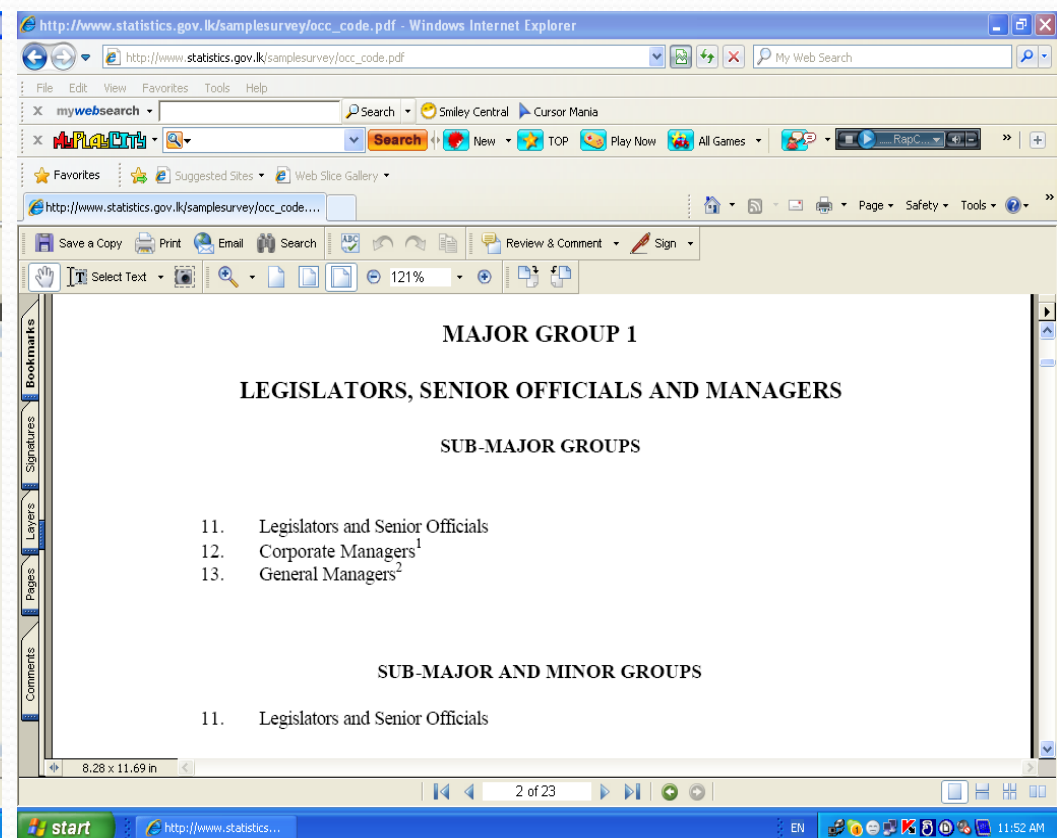 http://www.statistics.gov.lk/samplesurvey/occ_code.pdf - Windows Internet Explorer
http://www.statistics.gov.lk/samplesurvey/occ_code.pdf My Web Search
File Edit View Favorites Tools Help
x mywebsearch Search Smiley Central Cursor Mania
x MyPlayCity Search New TOP Play Now All Games ....RapC... »
Favorites Suggested Sites Web Slice Gallery
http://www.statistics.gov.lk/samplesurvey/occ_code.... Page Safety Tools »
Save a Copy Print Email Search Review & Comment Sign
Select Text 121%
Bookmarks
Signatures
Layers
Pages
Comments
MAJOR GROUP 1
LEGISLATORS, SENIOR OFFICIALS AND MANAGERS
SUB-MAJOR GROUPS
11. Legislators and Senior Officials
12. Corporate Managers1
13. General Managers2
SUB-MAJOR AND MINOR GROUPS
11. Legislators and Senior Officials
8.28 x 11.69 in
2 of 23
start http://www.statistics... EN 11:52 AM